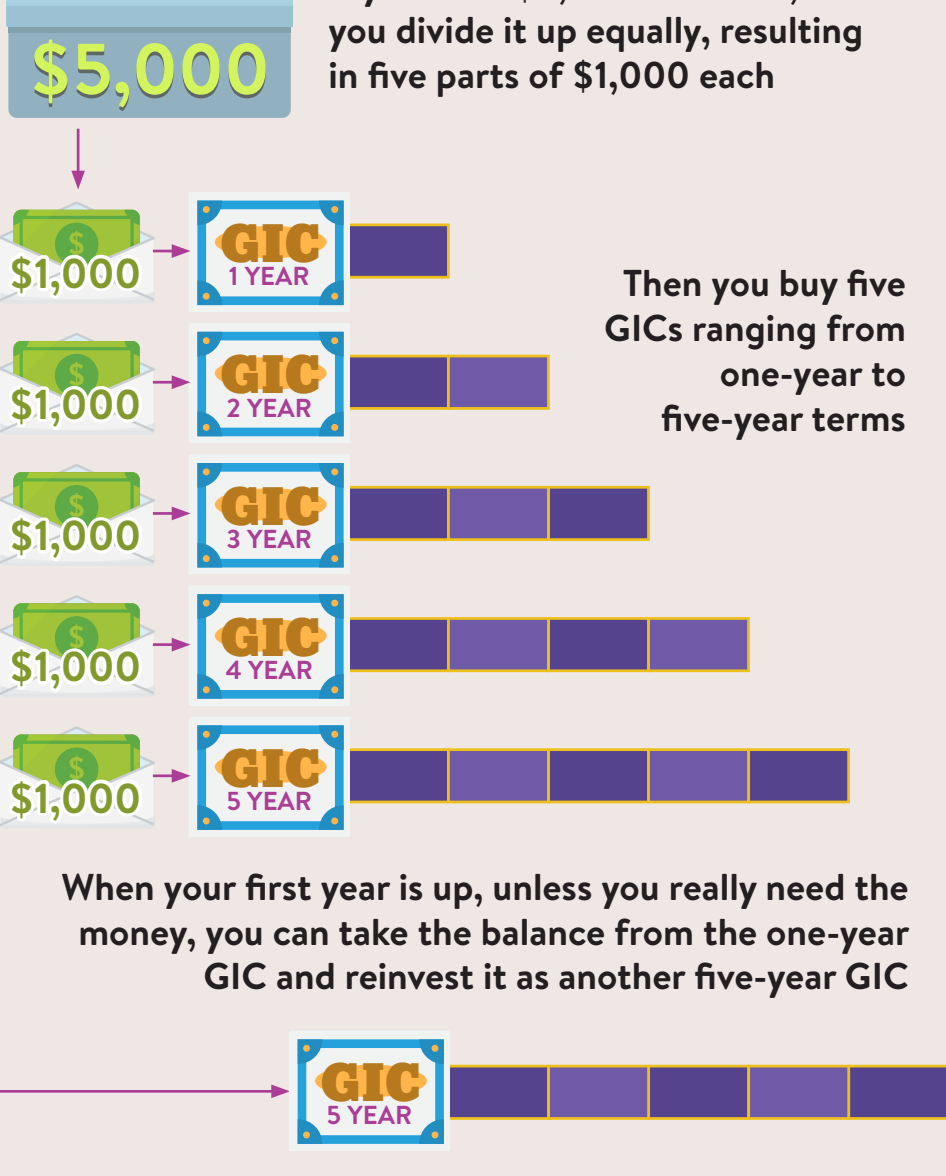 $5,000
you divide it up equally, resulting
in five parts of $1,000 each
$
$1,000
GIC
1 YEAR
Then you buy five
GICs ranging from
one-year to
five-year terms
$
$1,000
GIC
2 YEAR
$
$1,000
GIC
3 YEAR
$
$1,000
GIC
4 YEAR
$
$1,000
GIC
5 YEAR
When your first year is up, unless you really need the
money, you can take the balance from the one-year
GIC and reinvest it as another five-year GIC
GIC
5 YEAR